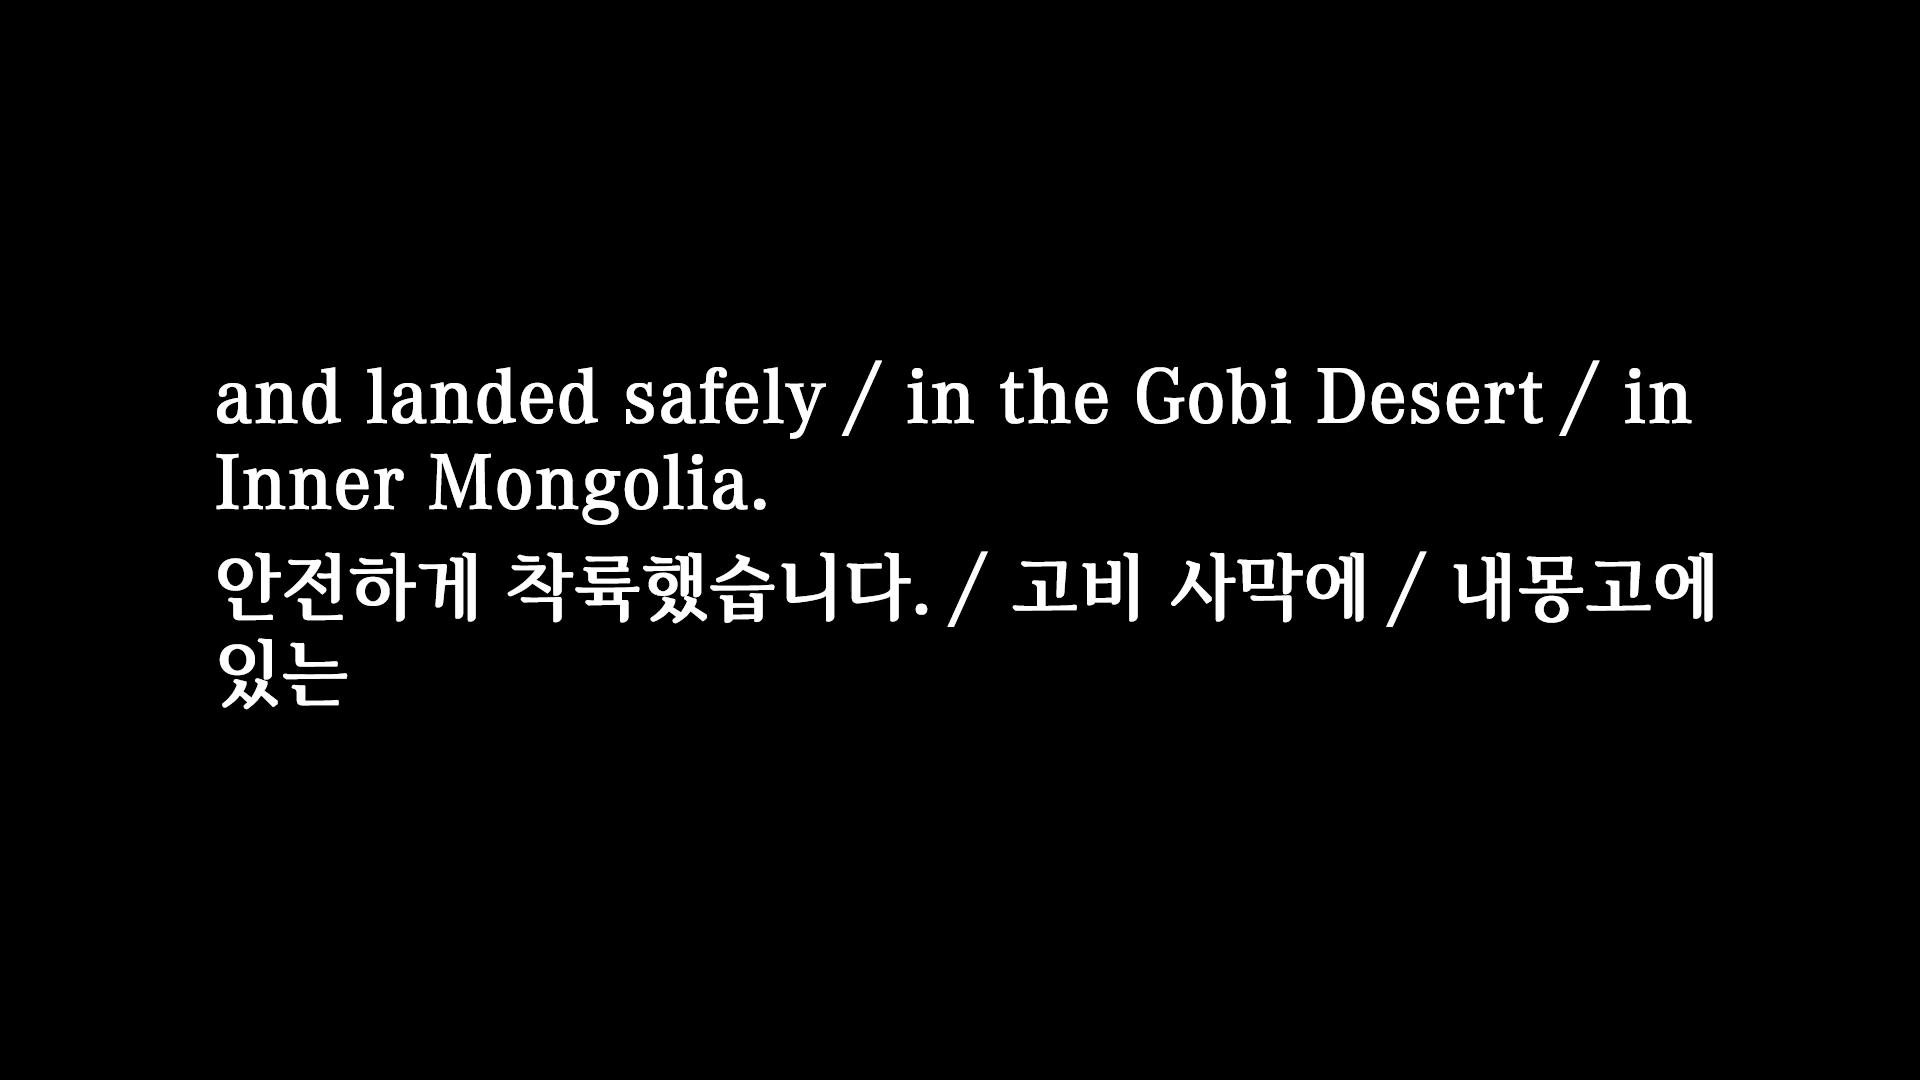 and landed safely / in the Gobi Desert / in
Inner Mongolia.
안전하게 착륙했습니다. / 고비 사막에 / 내몽고에
있는